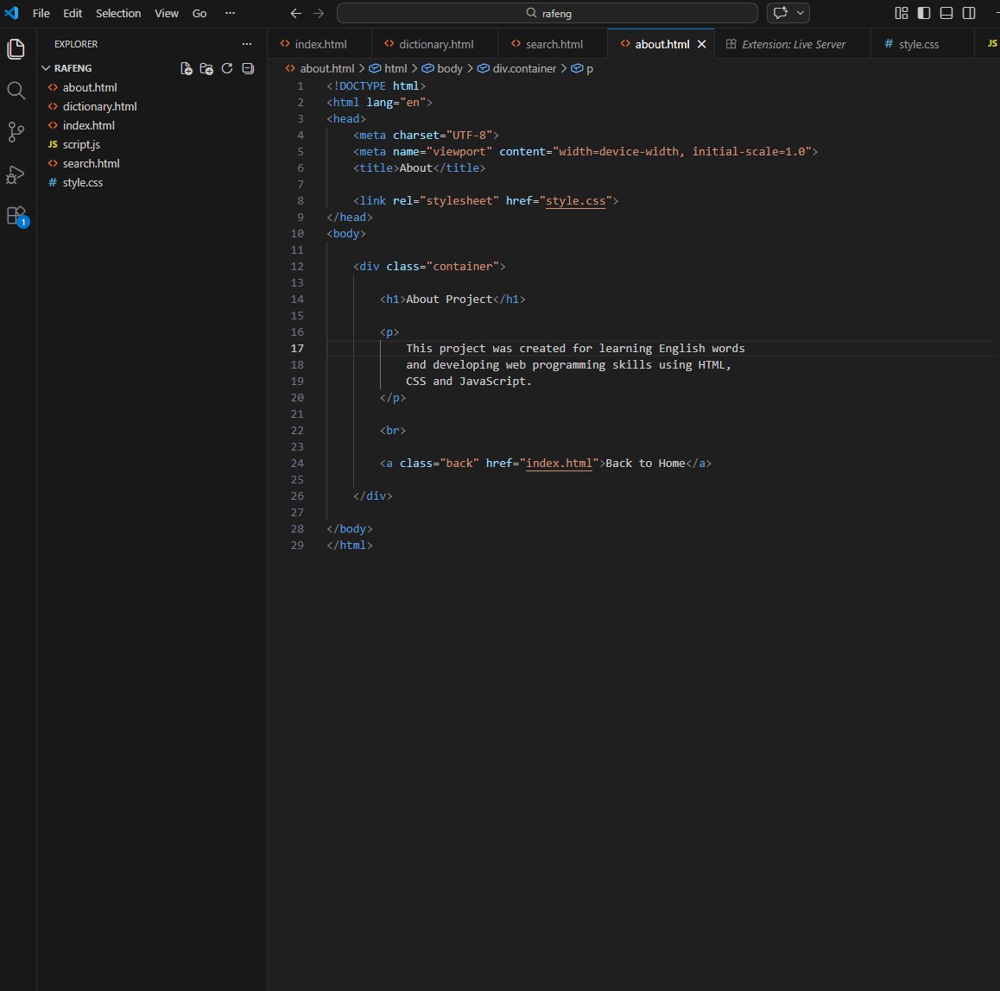 File Edit Selection View Go ··· rafeng
EXPLORER ···
RAFENG
about.html
dictionary.html
index.html
JS script.js
search.html
# style.css
1
index.html dictionary.html search.html about.html Extension: Live Server # style.css JS
about.html > html > body > div.container > p
1 <!DOCTYPE html>
2 <html lang="en">
3 <head>
4 <meta charset="UTF-8">
5 <meta name="viewport" content="width=device-width, initial-scale=1.0">
6 <title>About</title>
7
8 <link rel="stylesheet" href="style.css">
9 </head>
10 <body>
11
12 <div class="container">
13
14 <h1>About Project</h1>
15
16 <p>
17 This project was created for learning English words
18 and developing web programming skills using HTML,
19 CSS and JavaScript.
20 </p>
21
22 <br>
23
24 <a class="back" href="index.html">Back to Home</a>
25
26 </div>
27
28 </body>
29 </html>